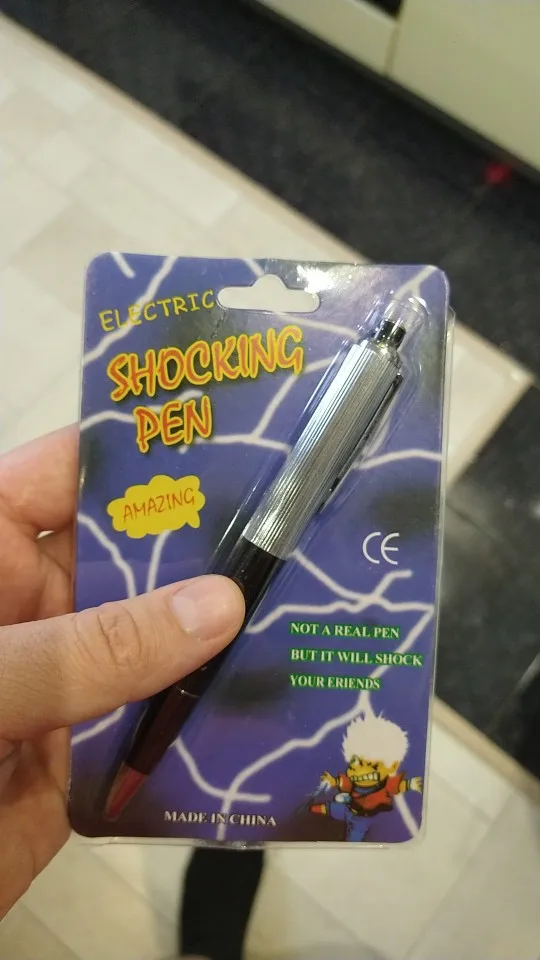 ELECTRIC
SHOCKING
PEN
AMAZING
CE
NOT A REAL PEN
BUT IT WILL SHOCK
YOUR ERIENDS
MADE IN CHINA